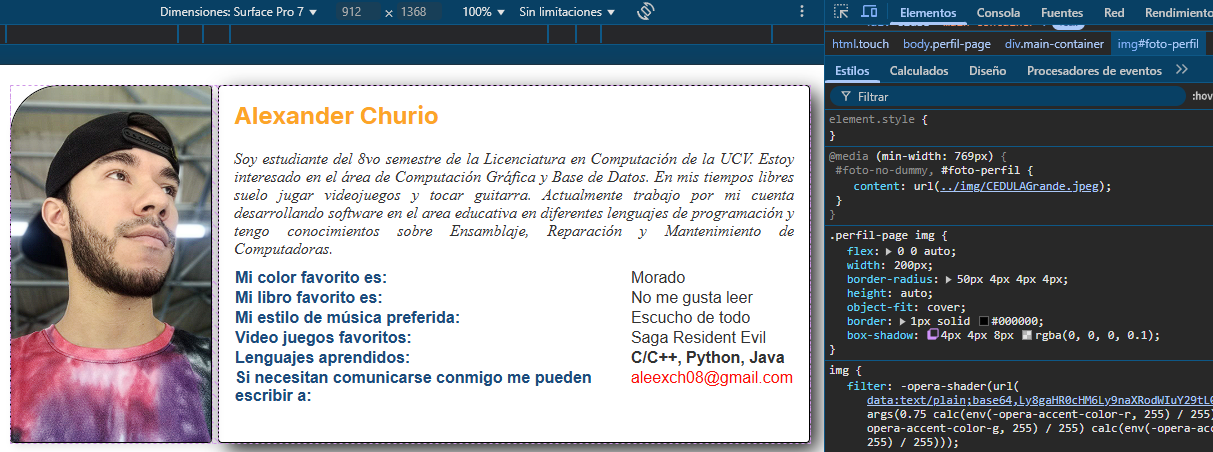 Dimensiones: Surface Pro 7 ▼ 912 × 1368 100% ▼ Sin limitaciones ▼
Elementos Consola Fuentes Red Rendimiento
html.touch body.perfil-page div.main-container img#foto-perfil
Estilos Calculados Diseño Procesadores de eventos
Filtrar :hov
element.style {
}
@media (min-width: 769px) {
#foto-no-dummy, #foto-perfil {
content: url(../img/CEDULAGrande.jpeg);
}
}
.perfil-page img {
flex: ▶ 0 0 auto;
width: 200px;
border-radius: ▶ 50px 4px 4px 4px;
height: auto;
object-fit: cover;
border: ▶ 1px solid #000000;
box-shadow: 4px 4px 8px rgba(0, 0, 0, 0.1);
}
img {
filter: -opera-shader(url(
data:text/plain;base64,Ly8gaHR0cHM6Ly9naXRodWIuY29tL
args(0.75 calc(env(-opera-accent-color-r, 255) / 255)
opera-accent-color-g, 255) / 255) calc(env(-opera-ac
255) / 255)));
Alexander Churio
Soy estudiante del 8vo semestre de la Licenciatura en Computación de la UCV. Estoy
interesado en el área de Computación Gráfica y Base de Datos. En mis tiempos libres
suelo jugar videojuegos y tocar guitarra. Actualmente trabajo por mi cuenta
desarrollando software en el area educativa en diferentes lenguajes de programación y
tengo conocimientos sobre Ensamblaje, Reparación y Mantenimiento de
Computadoras.
Mi color favorito es: Morado
Mi libro favorito es: No me gusta leer
Mi estilo de música preferida: Escucho de todo
Video juegos favoritos: Saga Resident Evil
Lenguajes aprendidos: C/C++, Python, Java
Si necesitan comunicarse conmigo me pueden aleexch08@gmail.com
escribir a: